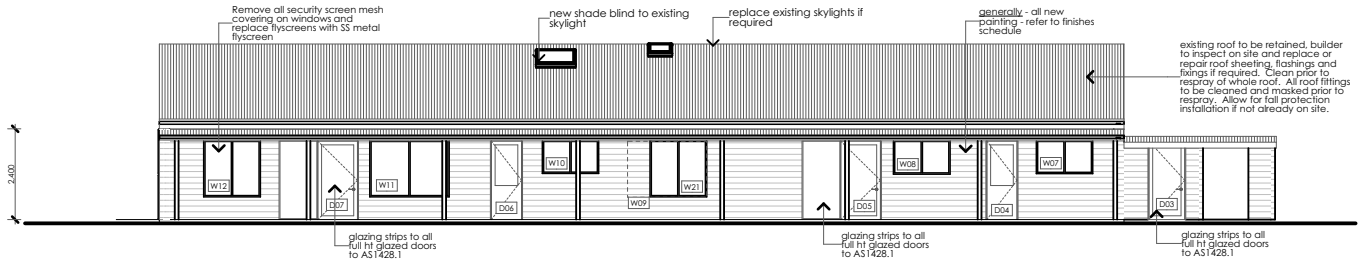 Remove all security screen mesh
covering on windows and
replace flyscreens with SS metal
flyscreen
new shade blind to existing
skylight
replace existing skylights if
required
generally - all new
painting - refer to finishes
schedule
existing roof to be retained, builder
to inspect on site and replace or
repair roof sheeting, flashings and
fixings if required. Clean prior to
respray of whole roof. All roof fittings
to be cleaned and masked prior to
respray. Allow for fall protection
installation if not already on site.
2,400
W12
D07
W11
D06
W10
W09
W21
D05
W08
D04
W07
D03
glazing strips to all
full ht glazed doors
to AS1428.1
glazing strips to all
full ht glazed doors
to AS1428.1
glazing strips to all
full ht glazed doors
to AS1428.1